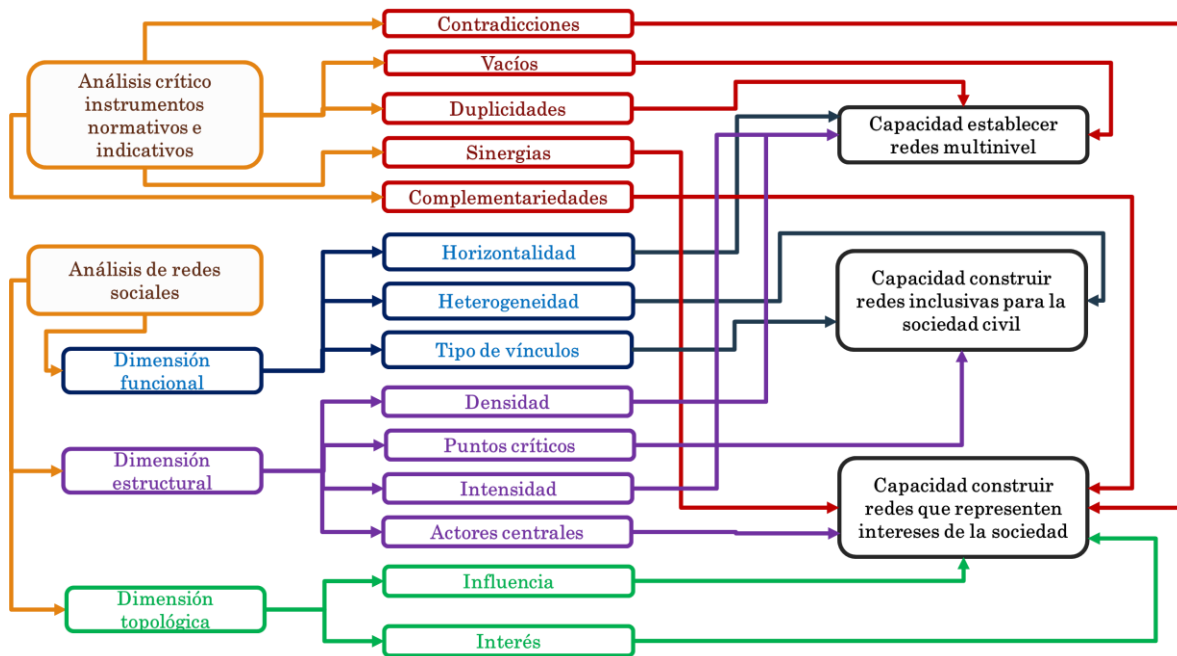 Análisis crítico
instrumentos
normativos e
indicativos
Análisis de redes
sociales
Dimensión
funcional
Dimensión
estructural
Dimensión
topológica
Contradicciones
Vacíos
Duplicidades
Sinergias
Complementariedades
Horizontalidad
Heterogeneidad
Tipo de vínculos
Densidad
Puntos críticos
Intensidad
Actores centrales
Influencia
Interés
Capacidad establecer
redes multinivel
Capacidad construir
redes inclusivas para la
sociedad civil
Capacidad construir
redes que representen
intereses de la sociedad